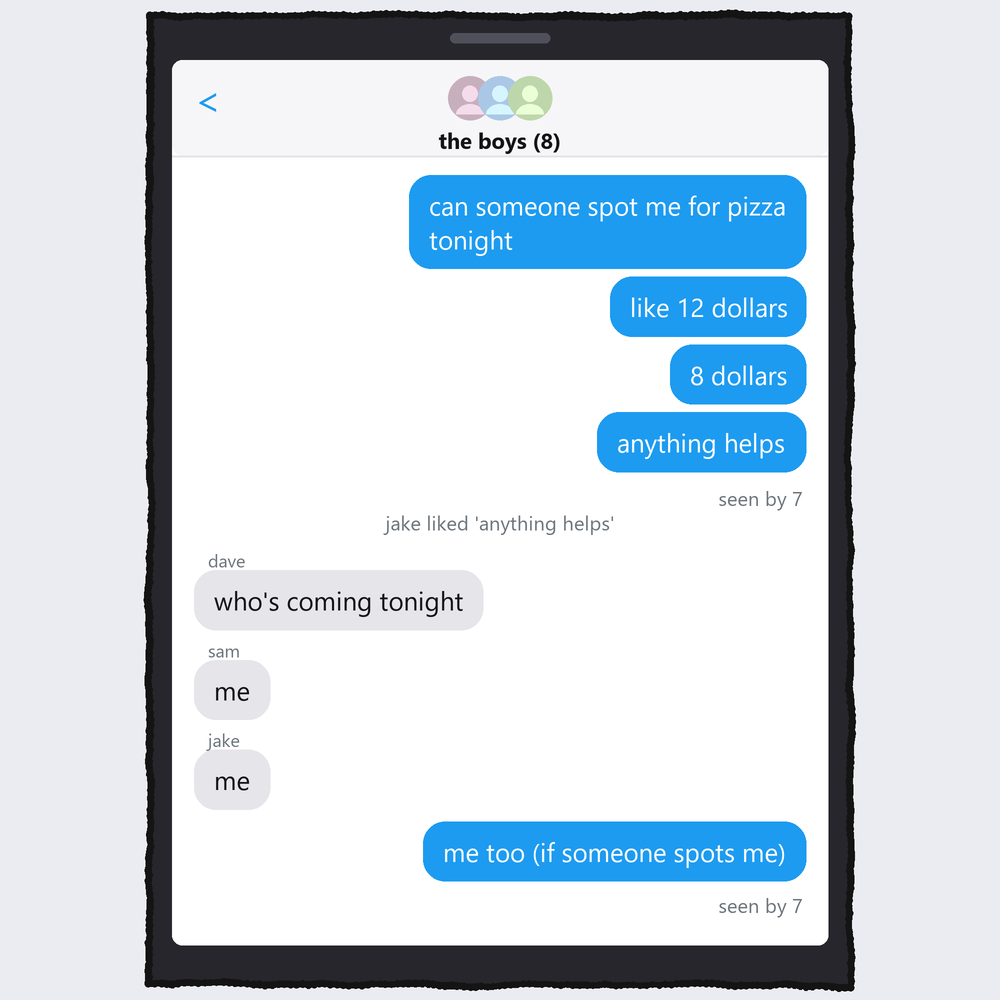 <
the boys (8)
can someone spot me for pizza
tonight
like 12 dollars
8 dollars
anything helps
seen by 7
jake liked 'anything helps'
dave
who's coming tonight
sam
me
jake
me
me too (if someone spots me)
seen by 7